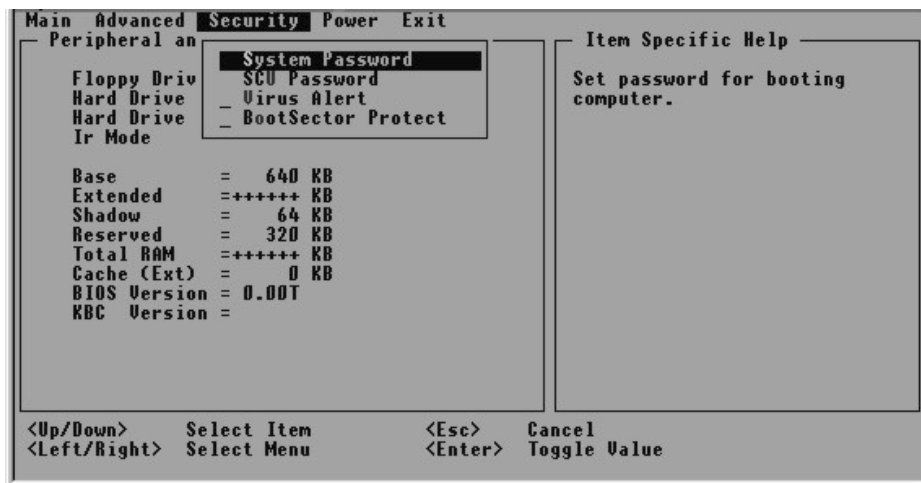 Main Advanced Security Power Exit
Peripheral an
System Password
Floppy Driv SCU Password
Hard Drive _ Virus Alert
Hard Drive _ BootSector Protect
Ir Mode
Base = 640 KB
Extended =++++++ KB
Shadow = 64 KB
Reserved = 320 KB
Total RAM =++++++ KB
Cache (Ext) = 0 KB
BIOS Version = 0.00T
KBC Version =
Item Specific Help
Set password for booting
computer.
<Up/Down> Select Item <Esc> Cancel
<Left/Right> Select Menu <Enter> Toggle Value